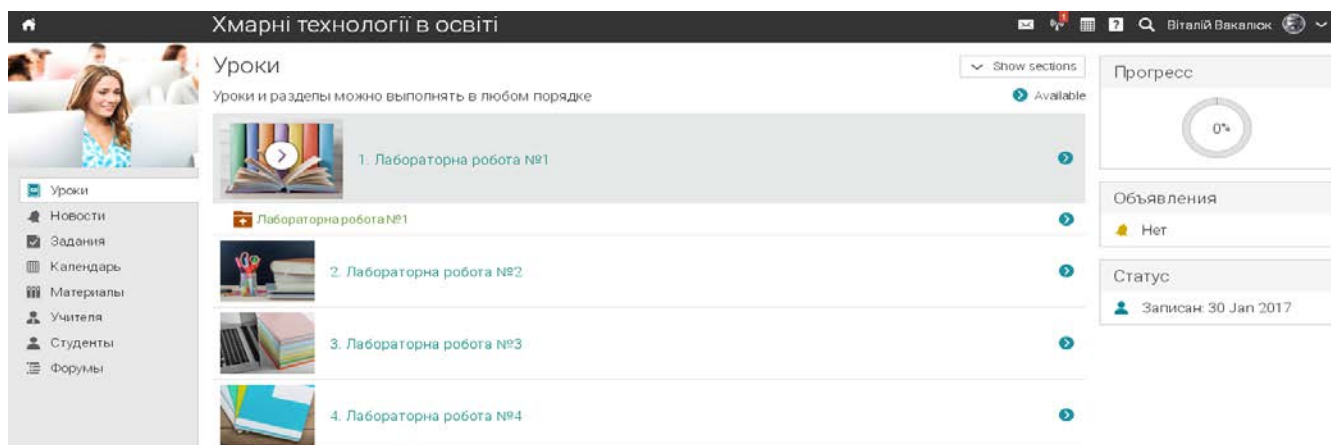 Хмарні технології в освіті
1
?
Віталій Вакалюк
Уроки
Новости
Задания
Календарь
Материалы
Учителя
Студенты
Форумы
Уроки
Show sections
Уроки и разделы можно выполнять в любом порядке
Available
1. Лабораторна робота №1
Лабораторна робота №1
2. Лабораторна робота №2
3. Лабораторна робота №3
4. Лабораторна робота №4
Прогресс
0%
Объявления
Нет
Статус
Записан: 30 Jan 2017